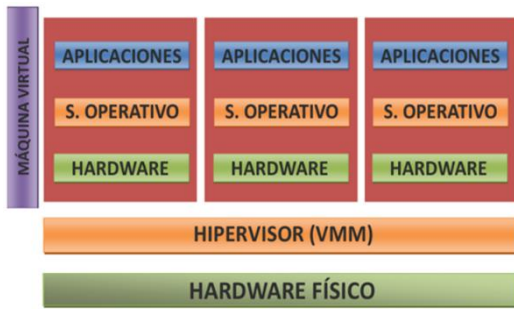 MÁQUINA VIRTUAL
APLICACIONES
S. OPERATIVO
HARDWARE
APLICACIONES
S. OPERATIVO
HARDWARE
APLICACIONES
S. OPERATIVO
HARDWARE
HIPERVISOR (VMM)
HARDWARE FÍSICO